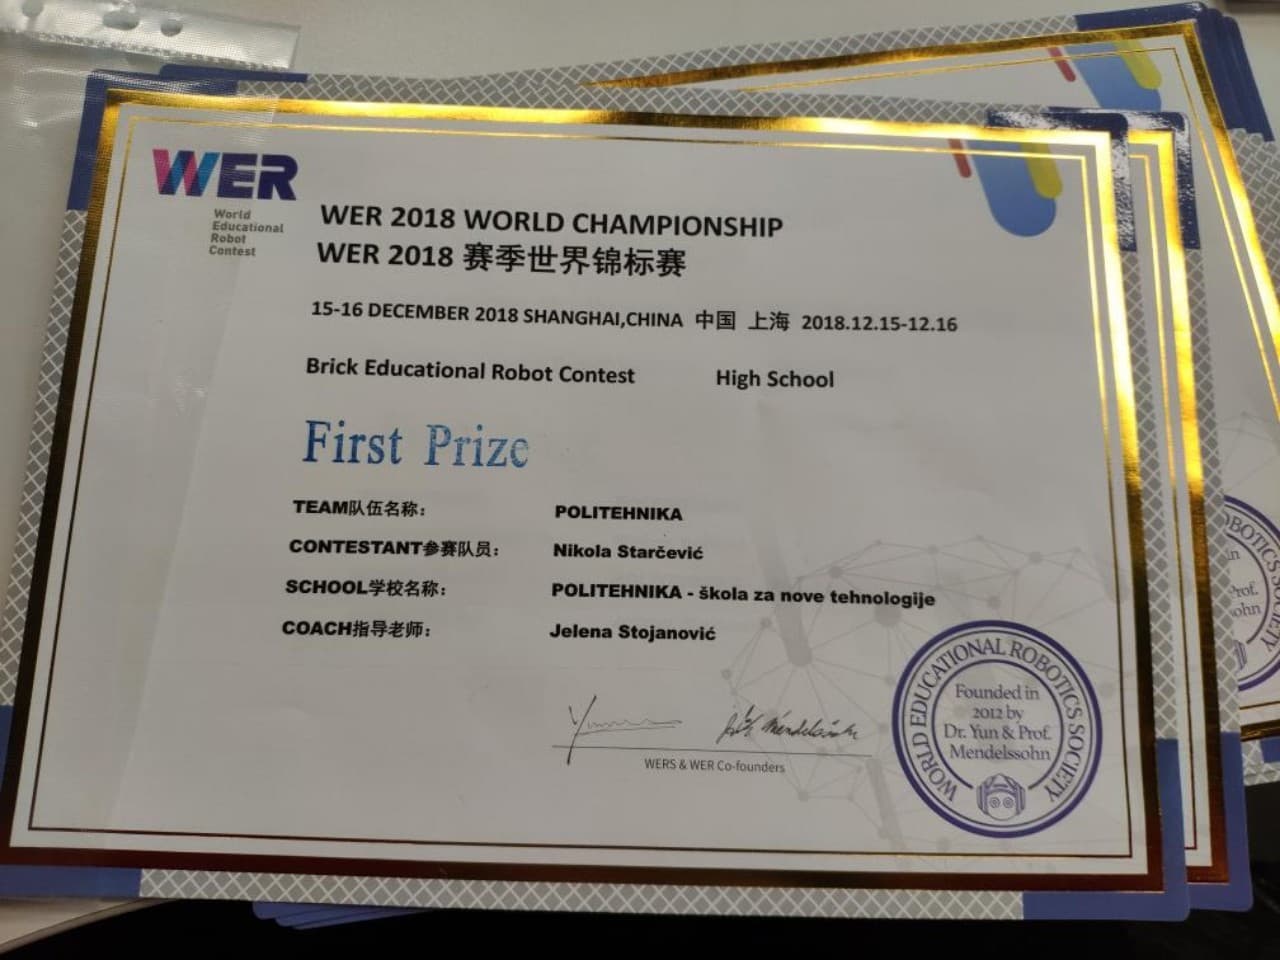 WER
World
Educational
Robot
Contest
WER 2018 WORLD CHAMPIONSHIP
WER 2018 赛季世界锦标赛
15-16 DECEMBER 2018 SHANGHAI,CHINA 中国 上海 2018.12.15-12.16
Brick Educational Robot Contest High School
First Prize
TEAM队伍名称: POLITEHNIKA
CONTESTANT参赛队员: Nikola Starčević
SCHOOL学校名称: POLITEHNIKA - škola za nove tehnologije
COACH指导老师: Jelena Stojanović
WERS & WER Co-founders
WORLD EDUCATIONAL ROBOTICS SOCIETY
Founded in
2012 by
Dr. Yun & Prof.
Mendelssohn